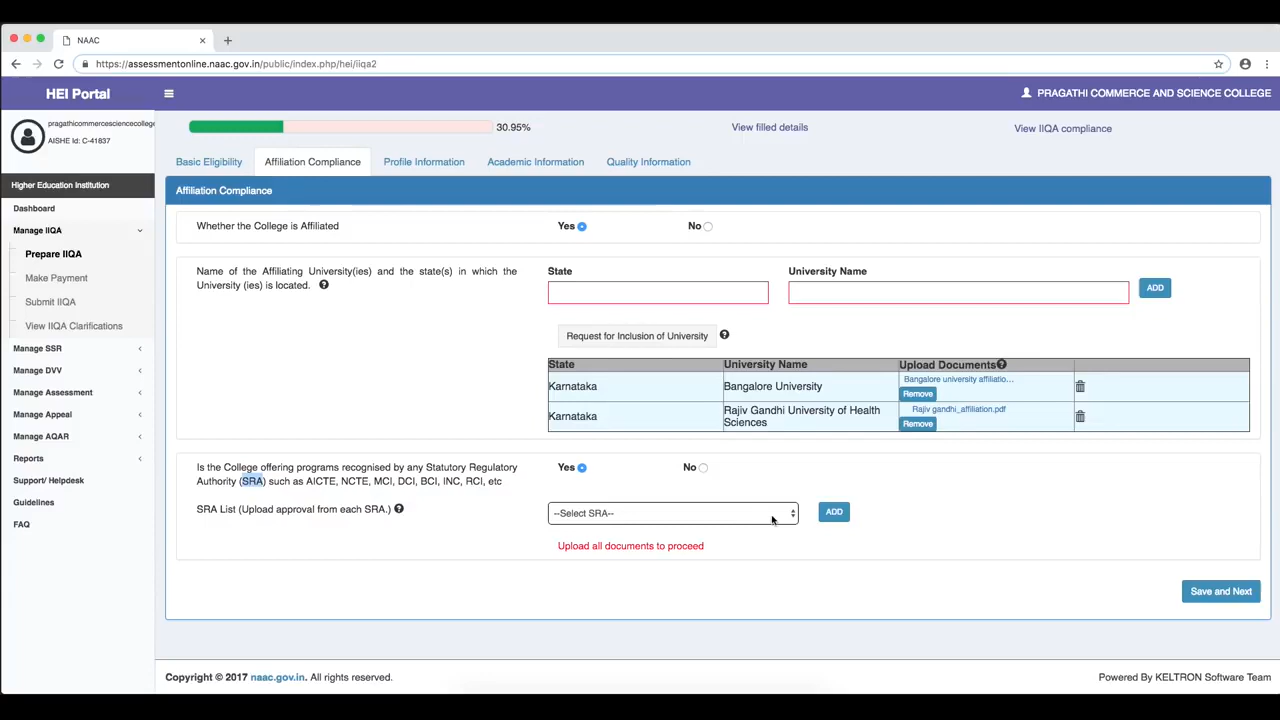 NAAC
https://assessmentonline.naac.gov.in/public/index.php/hei/iiqa2
HEI Portal
PRAGATHI COMMERCE AND SCIENCE COLLEGE
pragathicommercesciencecollege
AISHE Id: C-41837
30.95%
View filled details
View IIQA compliance
Basic Eligibility
Affiliation Compliance
Profile Information
Academic Information
Quality Information
Higher Education Institution
Dashboard
Manage IIQA
Prepare IIQA
Make Payment
Submit IIQA
View IIQA Clarifications
Manage SSR
Manage DVV
Manage Assessment
Manage Appeal
Manage AQAR
Reports
Support/ Helpdesk
Guidelines
FAQ
Affiliation Compliance
Whether the College is Affiliated
Yes
No
Name of the Affiliating University(ies) and the state(s) in which the
University (ies) is located.
State
University Name
ADD
Request for Inclusion of University
State
University Name
Upload Documents
Karnataka
Bangalore University
Bangalore university affiliatio...
Remove
Karnataka
Rajiv Gandhi University of Health
Sciences
Rajiv gandhi_affiliation.pdf
Remove
Is the College offering programs recognised by any Statutory Regulatory
Authority (SRA) such as AICTE, NCTE, MCI, DCI, BCI, INC, RCI, etc
Yes
No
SRA List (Upload approval from each SRA.)
--Select SRA--
ADD
Upload all documents to proceed
Save and Next
Copyright © 2017 naac.gov.in. All rights reserved.
Powered By KELTRON Software Team